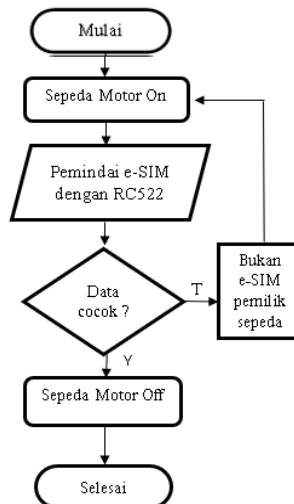 Mulai
Sepeda Motor On
Pemindai e-SIM
dengan RC522
Data
cocok ?
T
Bukan
e-SIM
pemilik
sepeda
Y
Sepeda Motor Off
Selesai